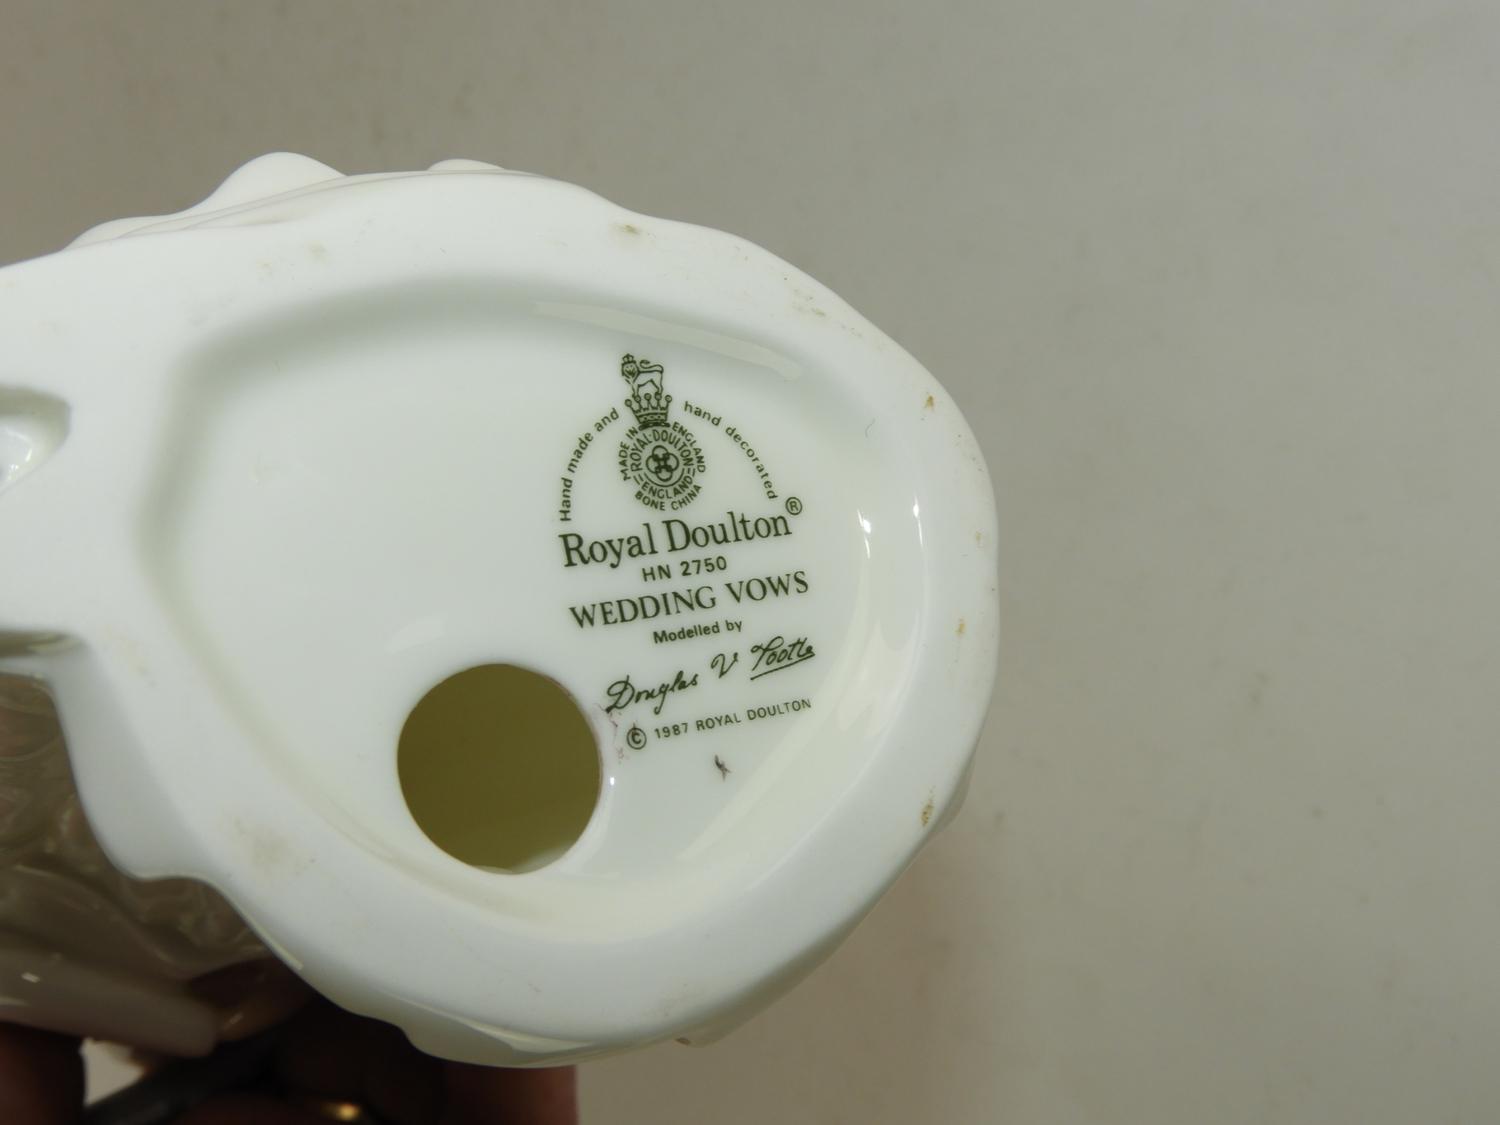 Hand made and hand decorated
MADE IN ENGLAND
ROYAL DOULTON
ENGLAND
BONE CHINA
Royal Doulton®
HN 2750
WEDDING VOWS
Modelled by
Douglas V Tootle
© 1987 ROYAL DOULTON